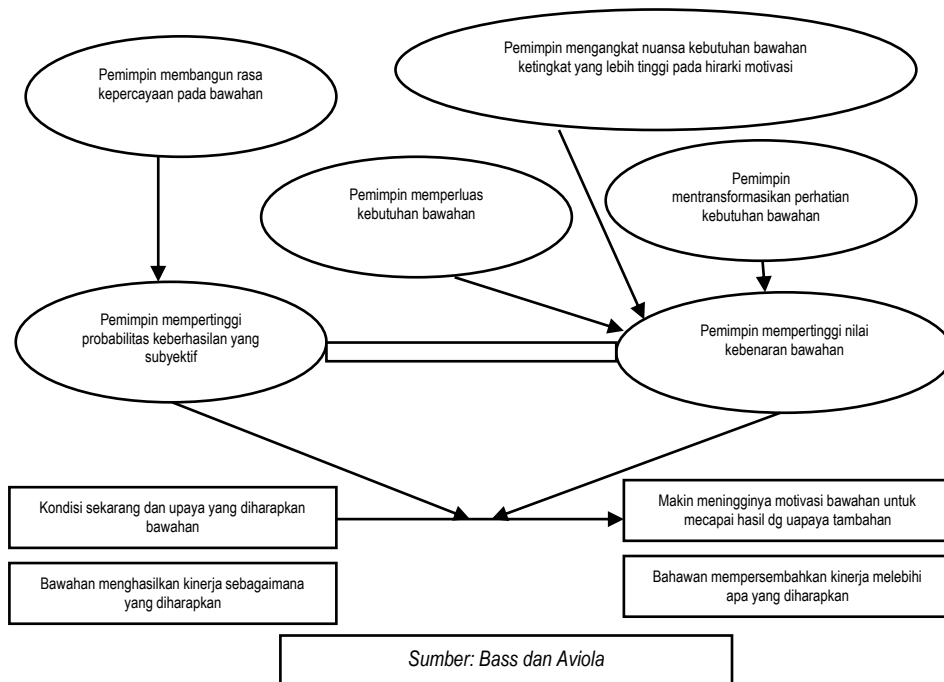 Pemimpin membangun rasa
kepercayaan pada bawahan
Pemimpin mengangkat nuansa kebutuhan bawahan
ketingkat yang lebih tinggi pada hirarki motivasi
Pemimpin memperluas
kebutuhan bawahan
Pemimpin
mentransformasikan perhatian
kebutuhan bawahan
Pemimpin mempertinggi
probabilitas keberhasilan yang
subyektif
Pemimpin mempertinggi nilai
kebenaran bawahan
Kondisi sekarang dan upaya yang diharapkan
bawahan
Makin meningginya motivasi bawahan untuk
mecapai hasil dg uapaya tambahan
Bawahan menghasilkan kinerja sebagaimana
yang diharapkan
Bahawan mempersembahkan kinerja melebihi
apa yang diharapkan
Sumber: Bass dan Aviola